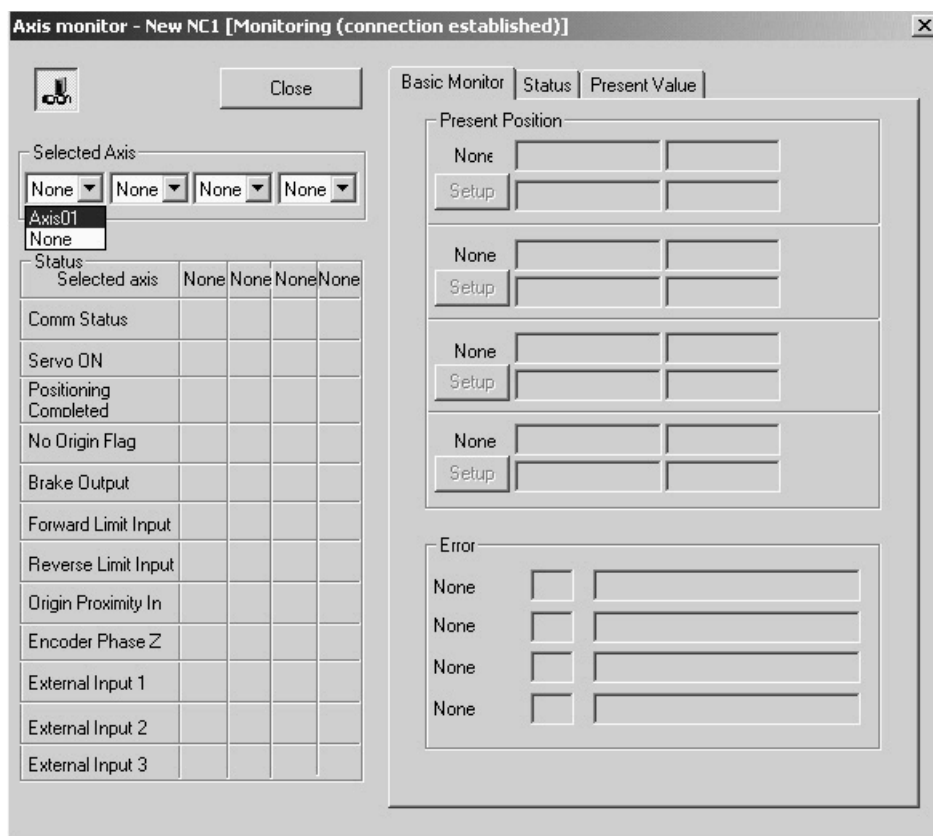 Axis monitor - New NC1 [Monitoring (connection established)]
Close
Selected Axis
None None None None
Axis01
None
Status
Selected axis None None None None
Comm Status
Servo ON
Positioning
Completed
No Origin Flag
Brake Output
Forward Limit Input
Reverse Limit Input
Origin Proximity In
Encoder Phase Z
External Input 1
External Input 2
External Input 3
Basic Monitor Status Present Value
Present Position
None
Setup
None
Setup
None
Setup
None
Setup
Error
None
None
None
None